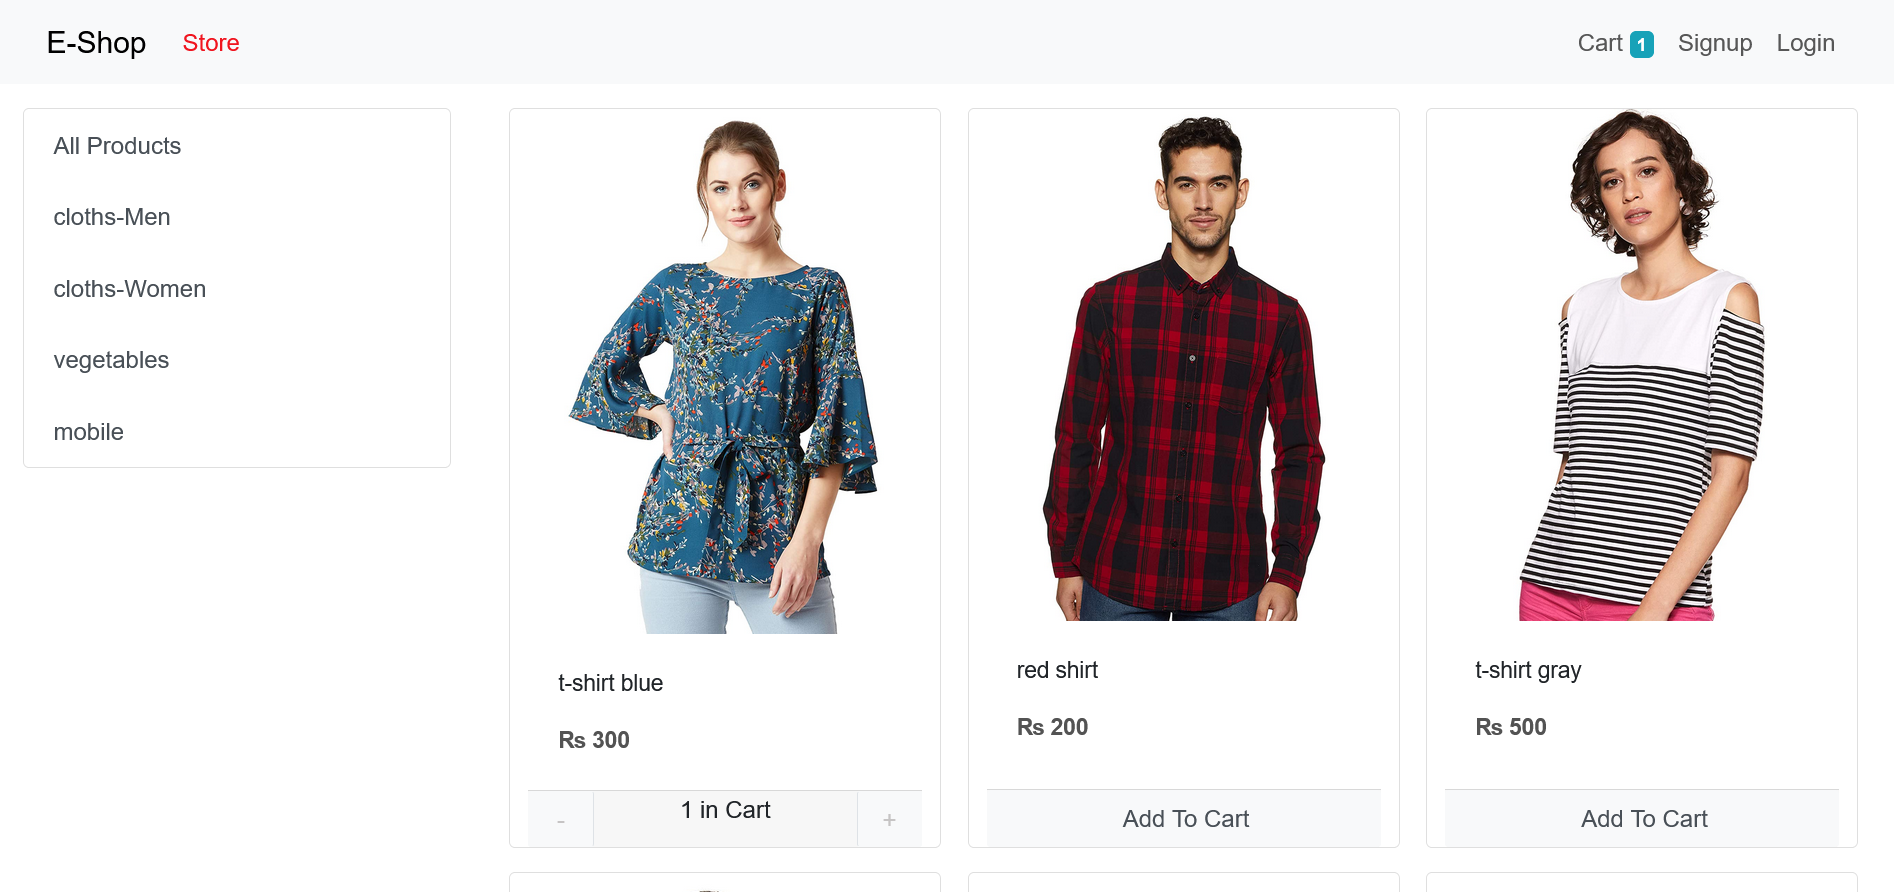 E-Shop Store Cart 1 Signup Login
All Products
cloths-Men
cloths-Women
vegetables
mobile
t-shirt blue
₨ 300
- 1 in Cart +
red shirt
₨ 200
Add To Cart
t-shirt gray
₨ 500
Add To Cart